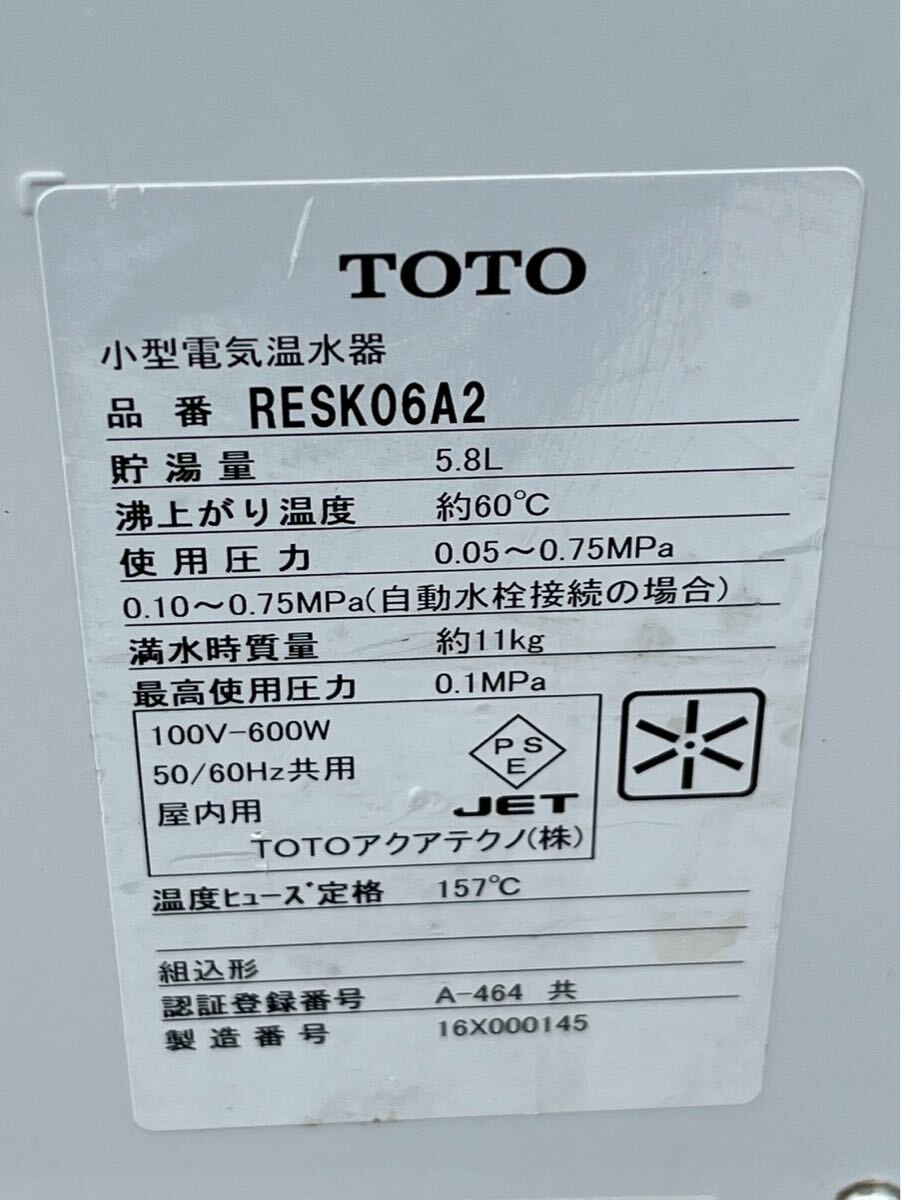 TOTO
小型電気温水器
品番 RESK06A2
貯湯量 5.8L
沸上がり温度 約60℃
使用圧力 0.05～0.75MPa
0.10～0.75MPa(自動水栓接続の場合)
満水時質量 約11kg
最高使用圧力 0.1MPa
100V-600W
50/60Hz共用
屋内用
PSE
JET
TOTOアクアテクノ(株)
温度ヒューズ定格 157℃
組込形
認証登録番号 A-464 共
製造番号 16X000145